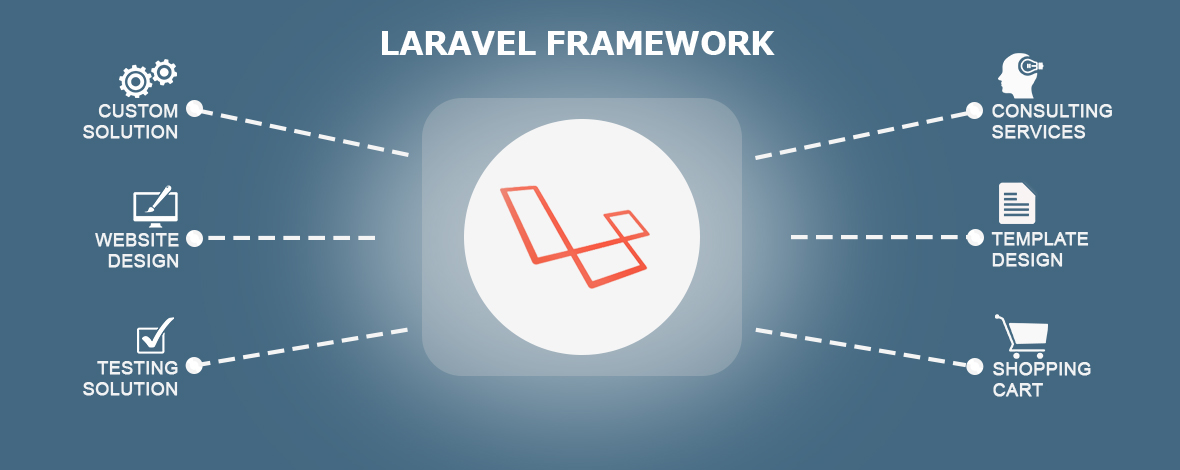 LARAVEL FRAMEWORK
CUSTOM
SOLUTION
WEBSITE
DESIGN
TESTING
SOLUTION
CONSULTING
SERVICES
TEMPLATE
DESIGN
SHOPPING
CART